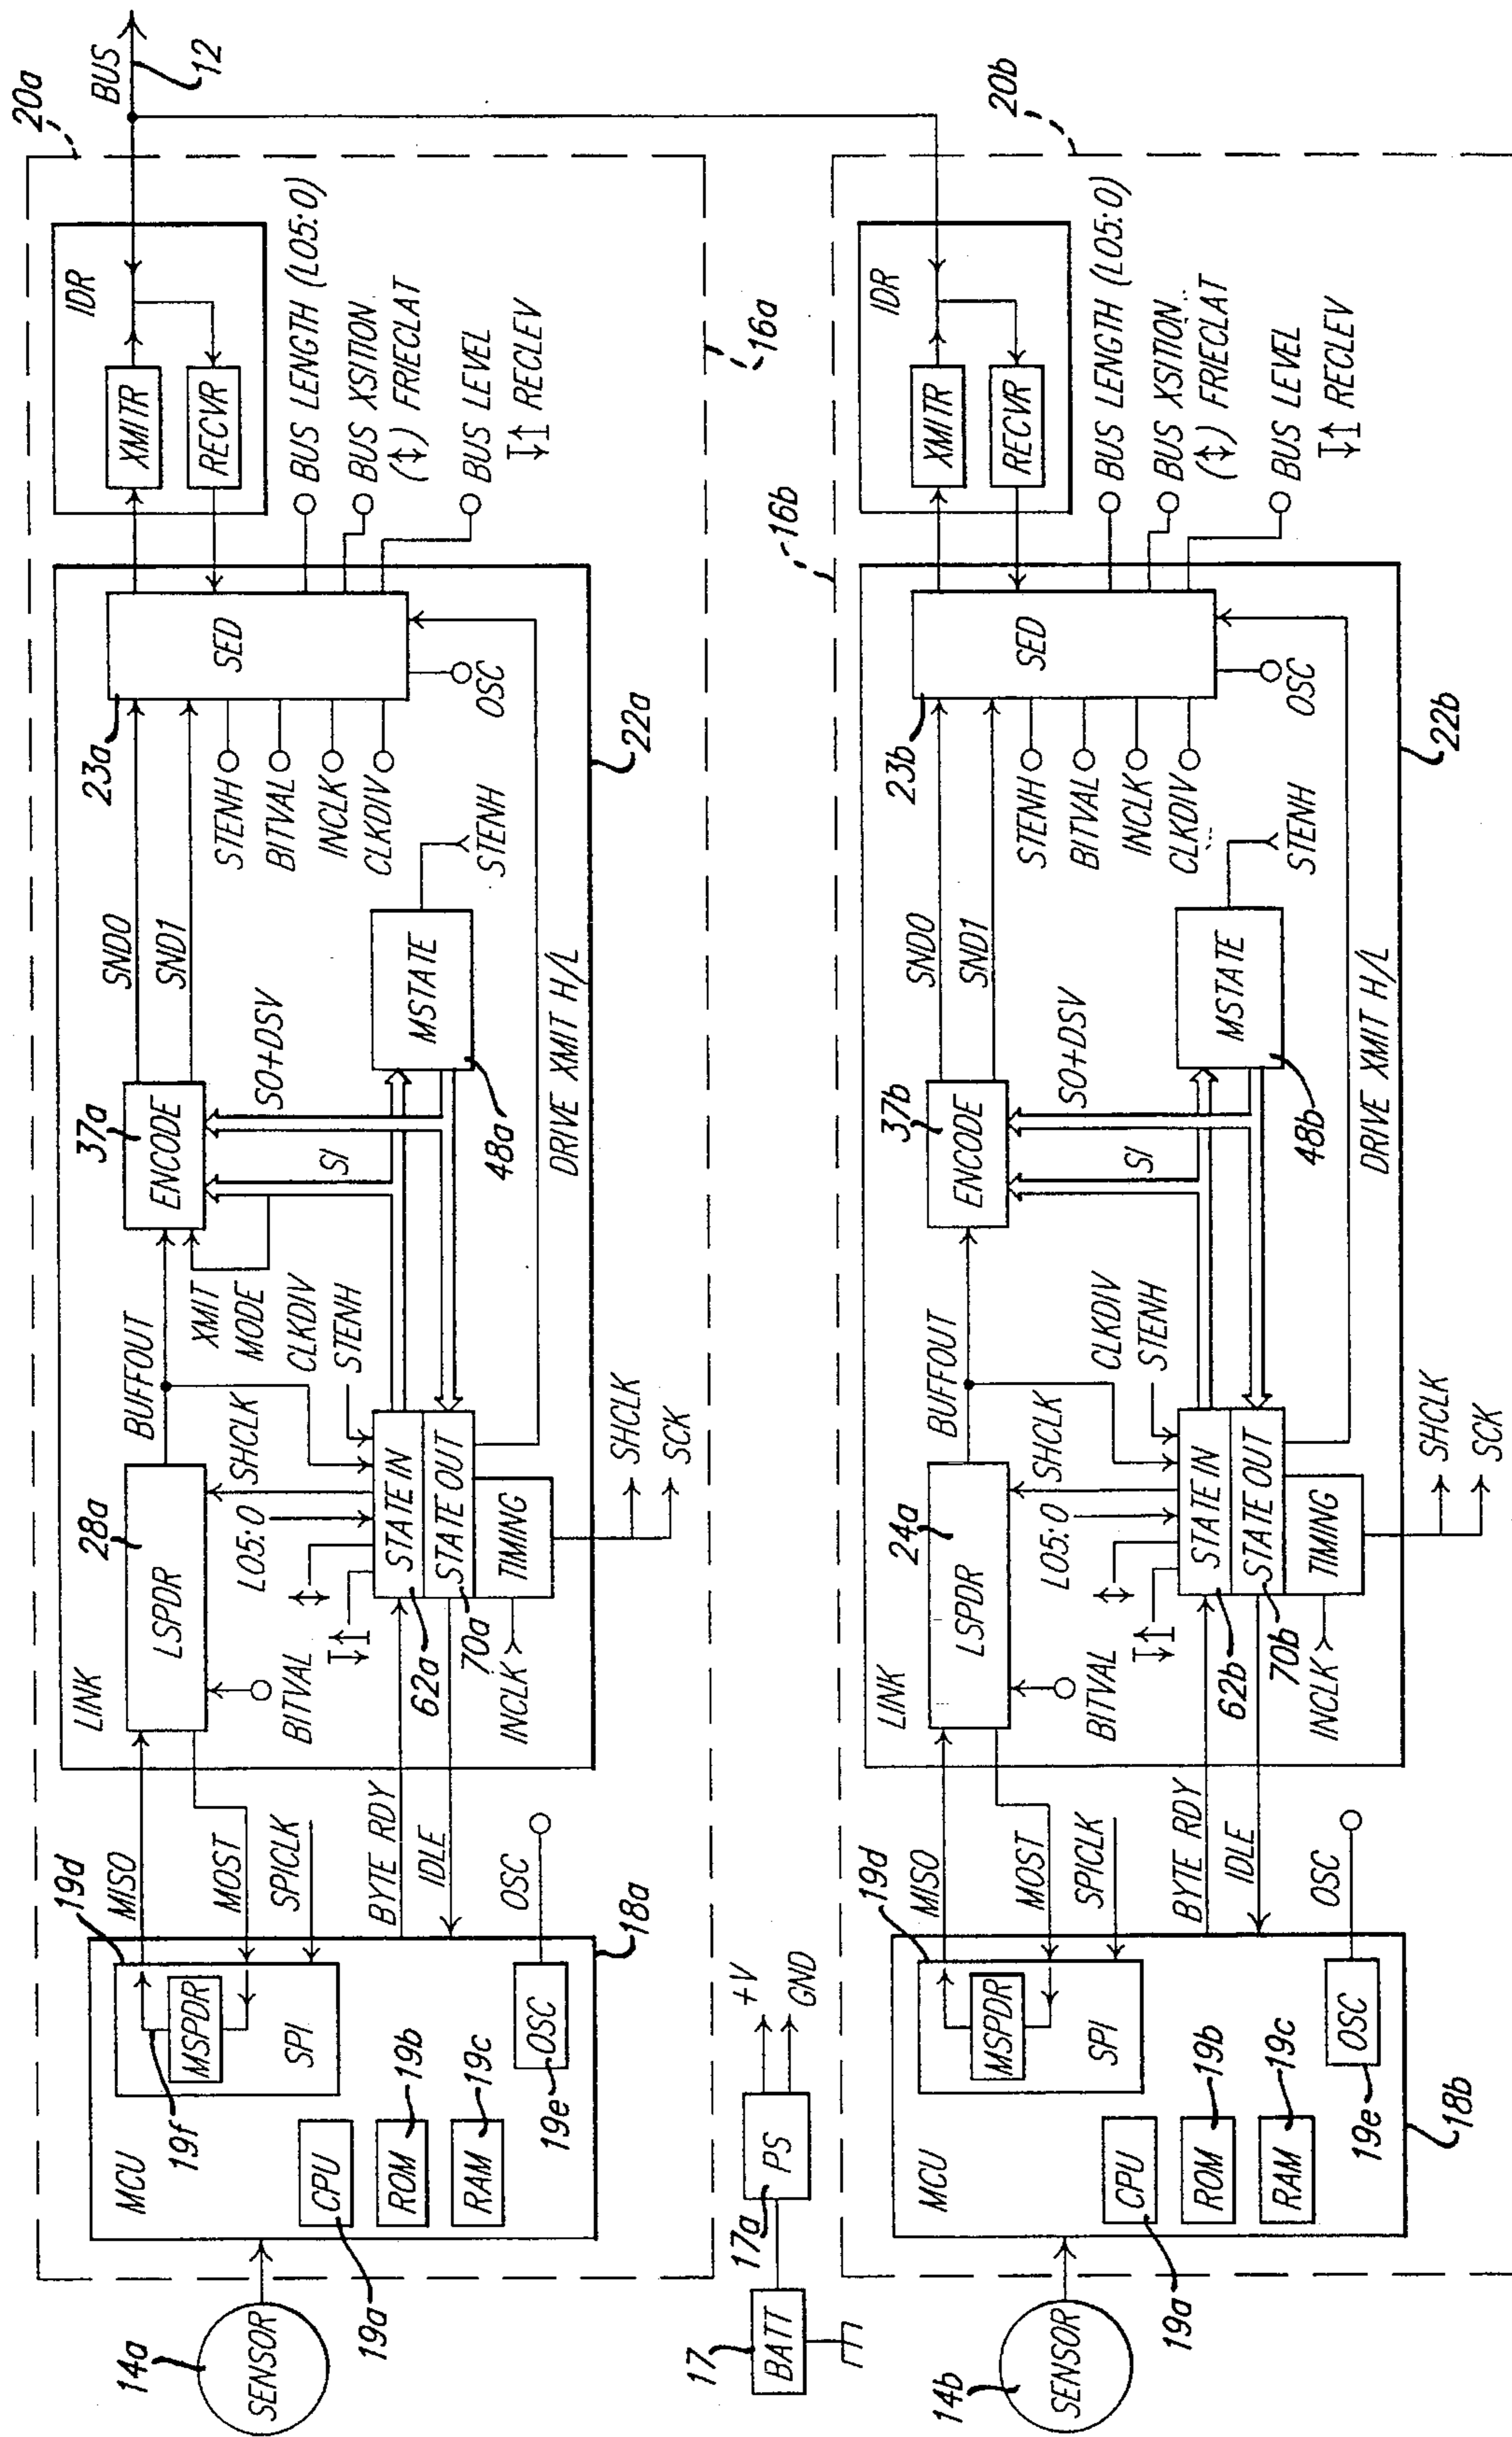 20a
BUS
12
IDR
XMITR
RECVR
BUS LENGTH (LO5:0)
BUS XSITION
(↕) FRIECLAT
BUS LEVEL
↓↑ RECLEV
16a
SED
23a
OSC
22a
STENH
BITVAL
INCLK
CLKDIV
SND0
SND1
STENH
MSTATE
48a
SO+DSV
SI
DRIVE XMIT H/L
37a
ENCODE
XMIT
MODE
BUFFOUT
CLKDIV
STENH
SHCLK
LO5:0
28a
LSPDR
LINK
BITVAL
STATE IN
STATE OUT
TIMING
62a
70a
INCLK
SHCLK
SCK
MISO
MOST
SPICLK
BYTE RDY
IDLE
OSC
19d
MSPDR
SPI
19f
MCU
CPU
19a
ROM
19b
RAM
19c
OSC
19e
18a
14a
SENSOR
17
BATT
17a
PS
+V
GND
20b
IDR
XMITR
RECVR
BUS LENGTH (LO5:0)
BUS XSITION
(↕) FRIECLAT
BUS LEVEL
↓↑ RECLEV
16b
SED
23b
OSC
22b
STENH
BITVAL
INCLK
CLKDIV
SND0
SND1
STENH
MSTATE
48b
SO+DSV
SI
DRIVE XMIT H/L
37b
ENCODE
BUFFOUT
CLKDIV
STENH
SHCLK
LO5:0
24a
LSPDR
LINK
BITVAL
STATE IN
STATE OUT
TIMING
62b
70b
INCLK
SHCLK
SCK
MISO
MOST
SPICLK
BYTE RDY
IDLE
OSC
19d
MSPDR
SPI
MCU
CPU
19a
ROM
19b
RAM
19c
OSC
19e
18b
14b
SENSOR